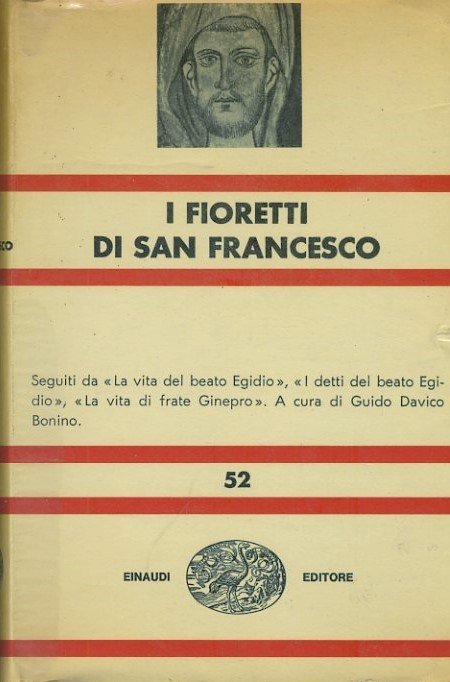 I FIORETTI
DI SAN FRANCESCO
Seguiti da «La vita del beato Egidio», «I detti del beato Egi-
dio», «La vita di frate Ginepro». A cura di Guido Davico
Bonino.
52
EINAUDI EDITORE